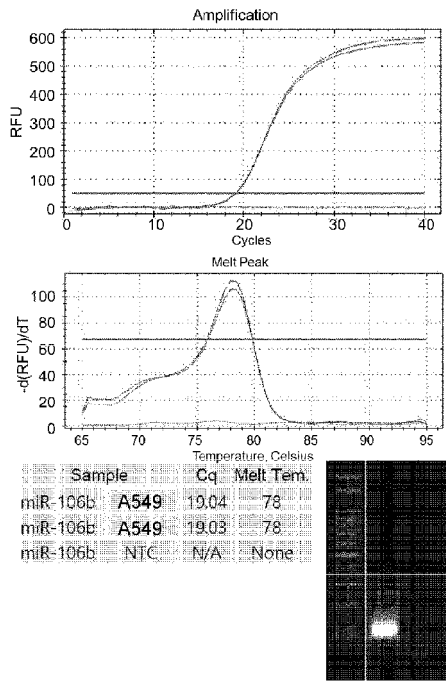 Amplification
600
500
400
300
200
100
0
RFU
0 10 20 30 40
Cycles
Melt Peak
100
80
60
40
20
0
-d(RFU)/dT
65 70 75 80 85 90 95
Temperature, Celsius
Sample Cq Melt Tem.
miR-106b A549 19.04 78
miR-106b A549 19.03 78
miR-106b NTC N/A None